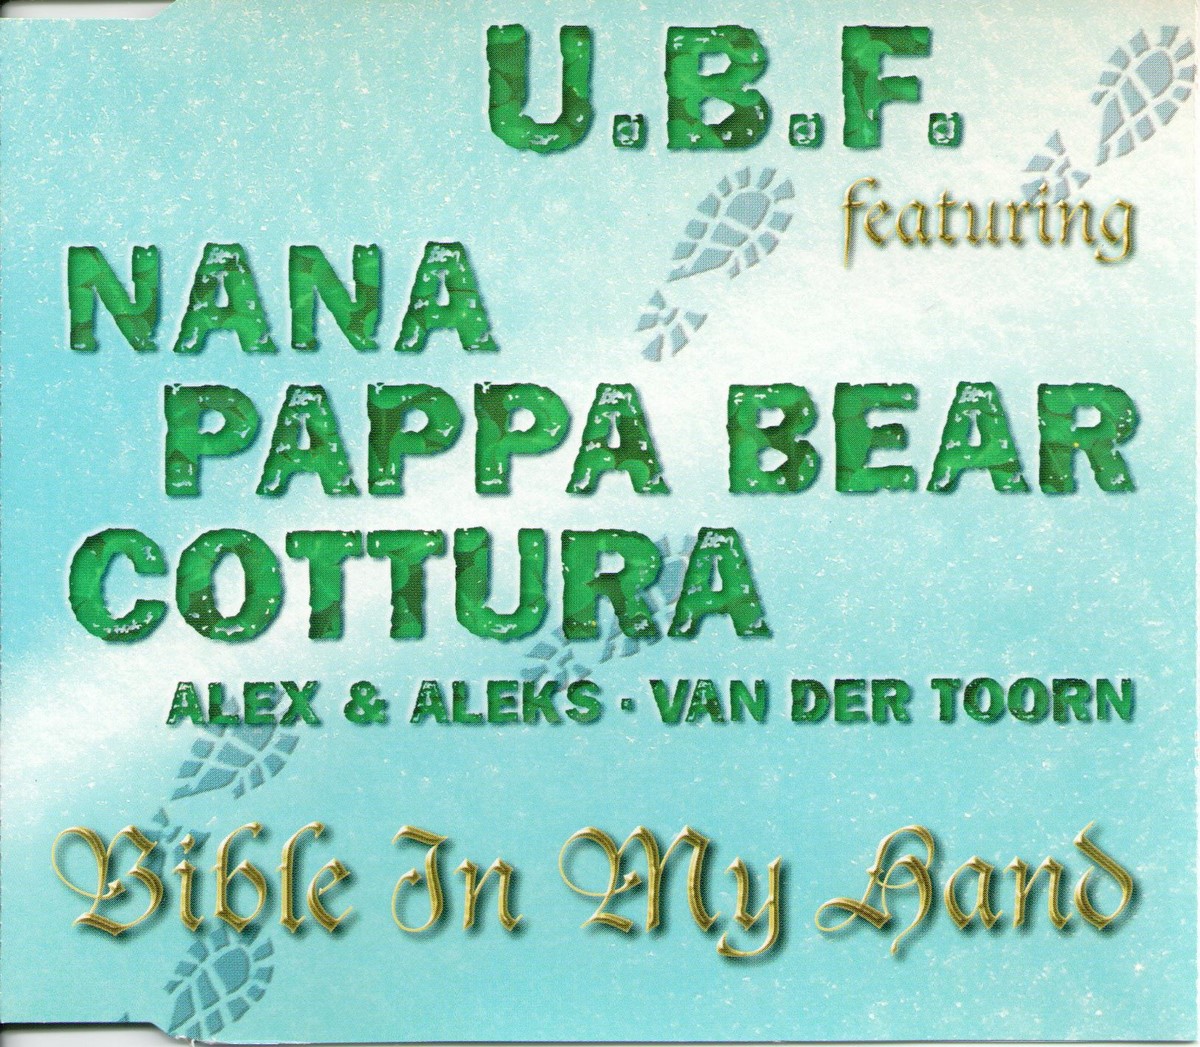 U.B.F.
featuring
NANA
PAPPA BEAR
COTTURA
ALEX & ALEKS · VAN DER TOORN
Bible In My Hand